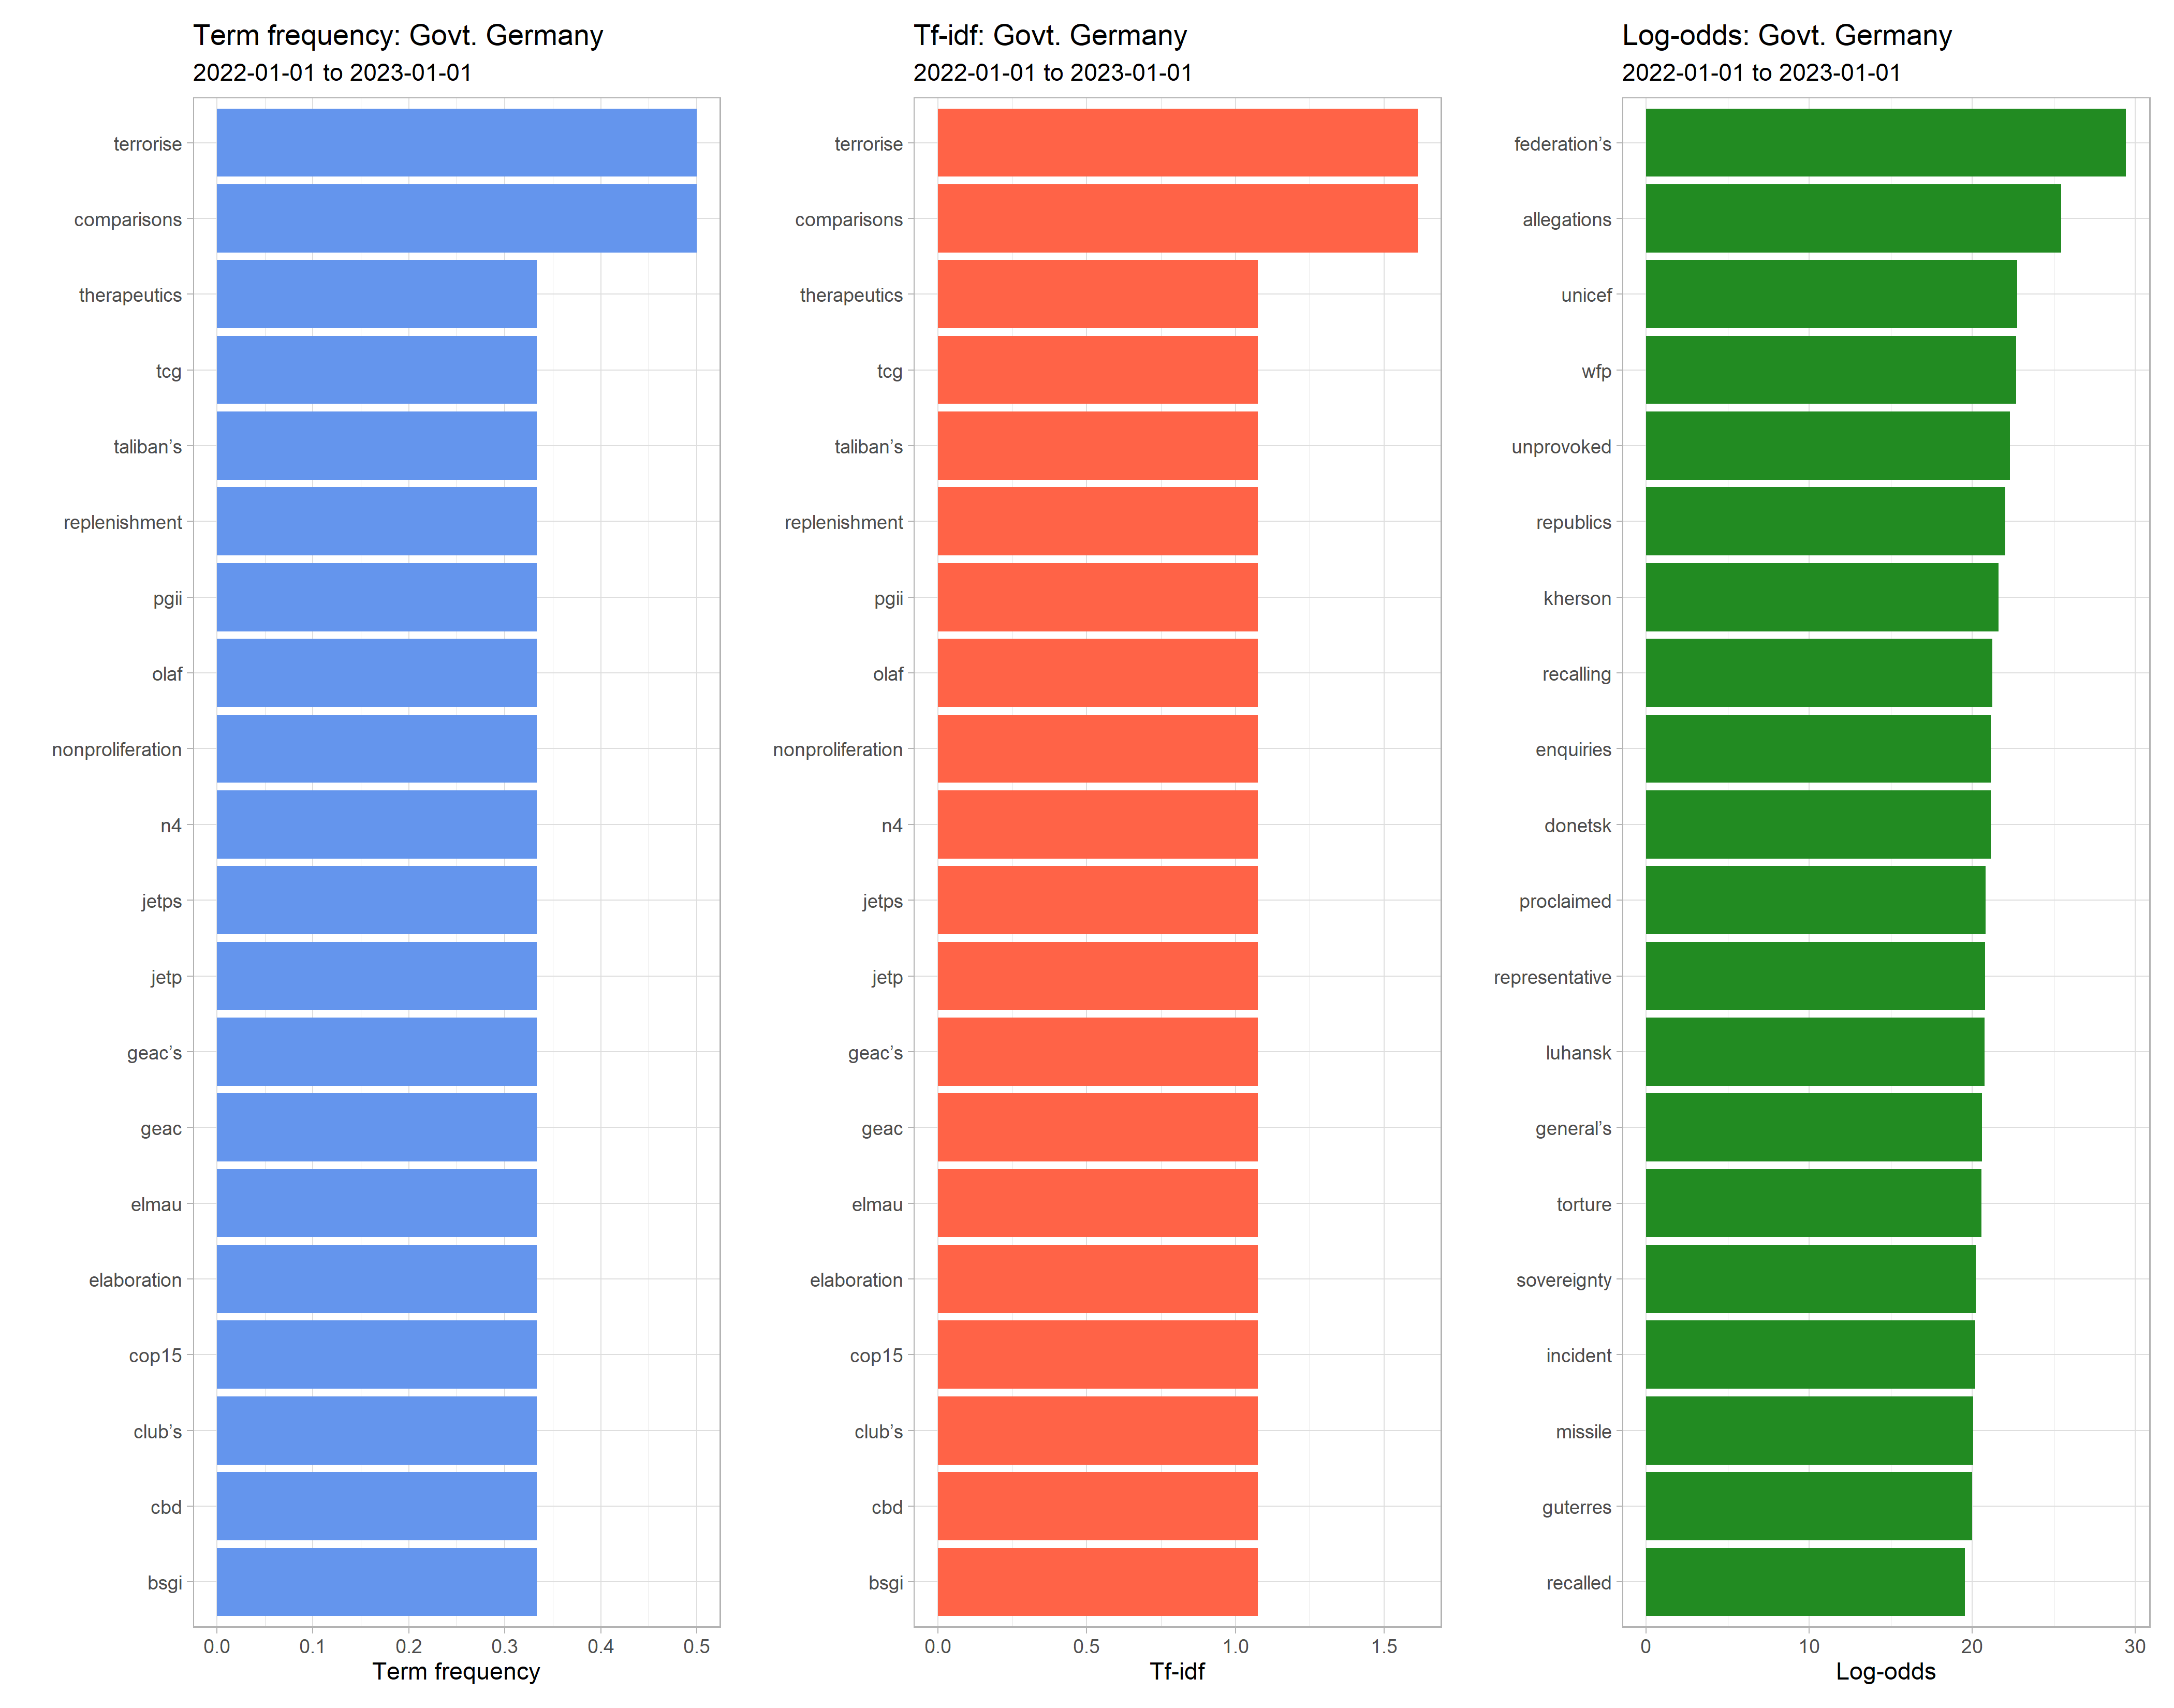 Term frequency: Govt. Germany
2022-01-01 to 2023-01-01
terrorise
comparisons
therapeutics
tcg
taliban’s
replenishment
pgii
olaf
nonproliferation
n4
jetps
jetp
geac’s
geac
elmau
elaboration
cop15
club’s
cbd
bsgi
0.0 0.1 0.2 0.3 0.4 0.5
Term frequency
Tf-idf: Govt. Germany
2022-01-01 to 2023-01-01
terrorise
comparisons
therapeutics
tcg
taliban’s
replenishment
pgii
olaf
nonproliferation
n4
jetps
jetp
geac’s
geac
elmau
elaboration
cop15
club’s
cbd
bsgi
0.0 0.5 1.0 1.5
Tf-idf
Log-odds: Govt. Germany
2022-01-01 to 2023-01-01
federation’s
allegations
unicef
wfp
unprovoked
republics
kherson
recalling
enquiries
donetsk
proclaimed
representative
luhansk
general’s
torture
sovereignty
incident
missile
guterres
recalled
0 10 20 30
Log-odds